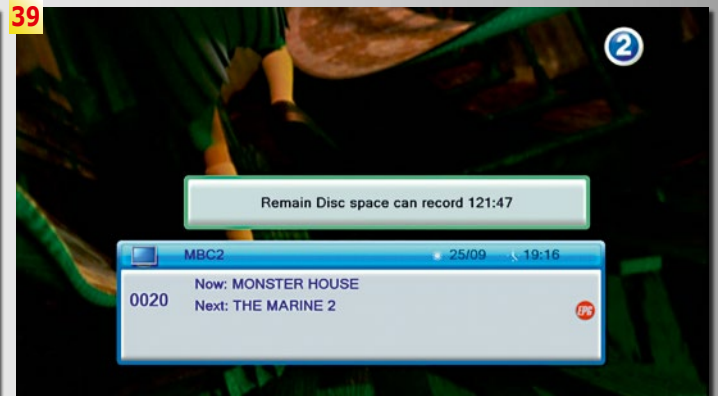 39
2
Remain Disc space can record 121:47
MBC2 25/09 19:16
0020
Now: MONSTER HOUSE
Next: THE MARINE 2
EPG